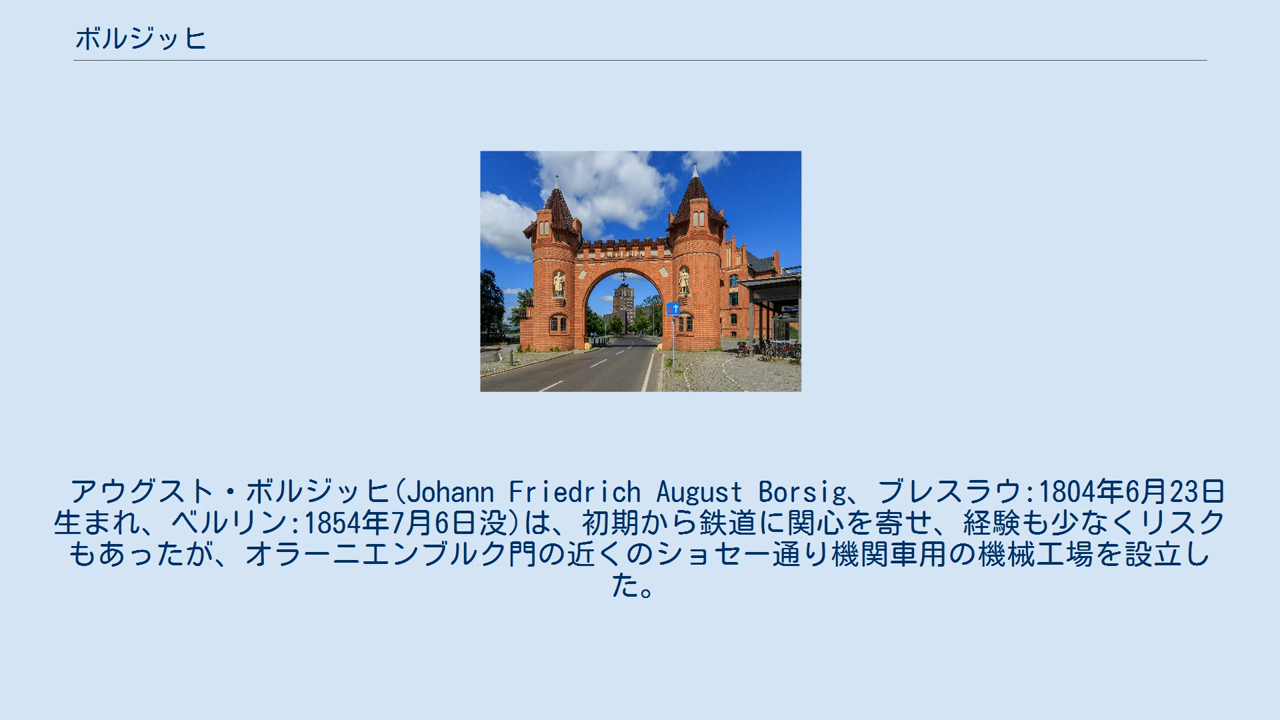 ボルジッヒ
アウグスト・ボルジッヒ(Johann Friedrich August Borsig、ブレスラウ:1804年6月23日
生まれ、ベルリン:1854年7月6日没)は、初期から鉄道に関心を寄せ、経験も少なくリスク
もあったが、オラーニエンブルク門の近くのショセー通り機関車用の機械工場を設立し
た。